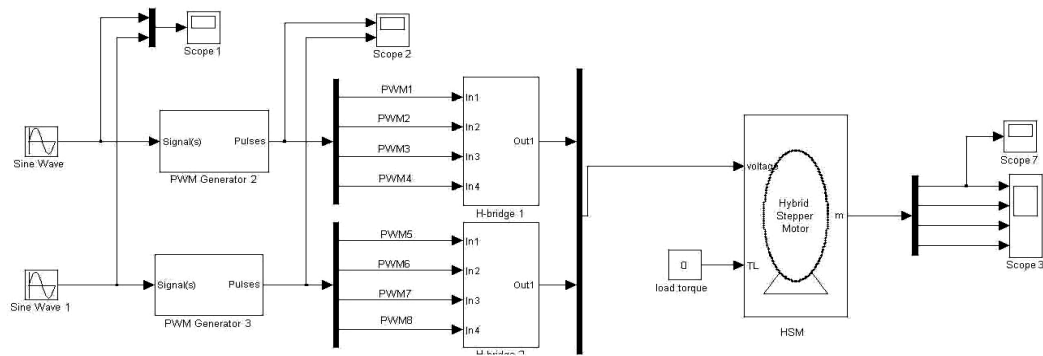 Scope 1
Scope 2
Sine Wave
Signal(s)
Pulses
PWM Generator 2
PWM1
PWM2
PWM3
PWM4
In1
In2
In3
In4
Out1
H-bridge 1
Sine Wave 1
Signal(s)
Pulses
PWM Generator 3
PWM5
PWM6
PWM7
PWM8
In1
In2
In3
In4
Out1
H-bridge 2
0
load torque
voltage
TL
Hybrid
Stepper
Motor
m
HSM
Scope 7
Scope 3